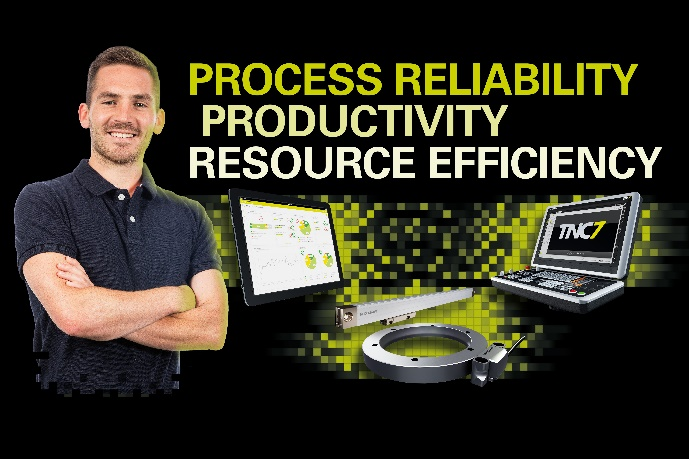 PROCESS RELIABILITY
PRODUCTIVITY
RESOURCE EFFICIENCY
TNC7